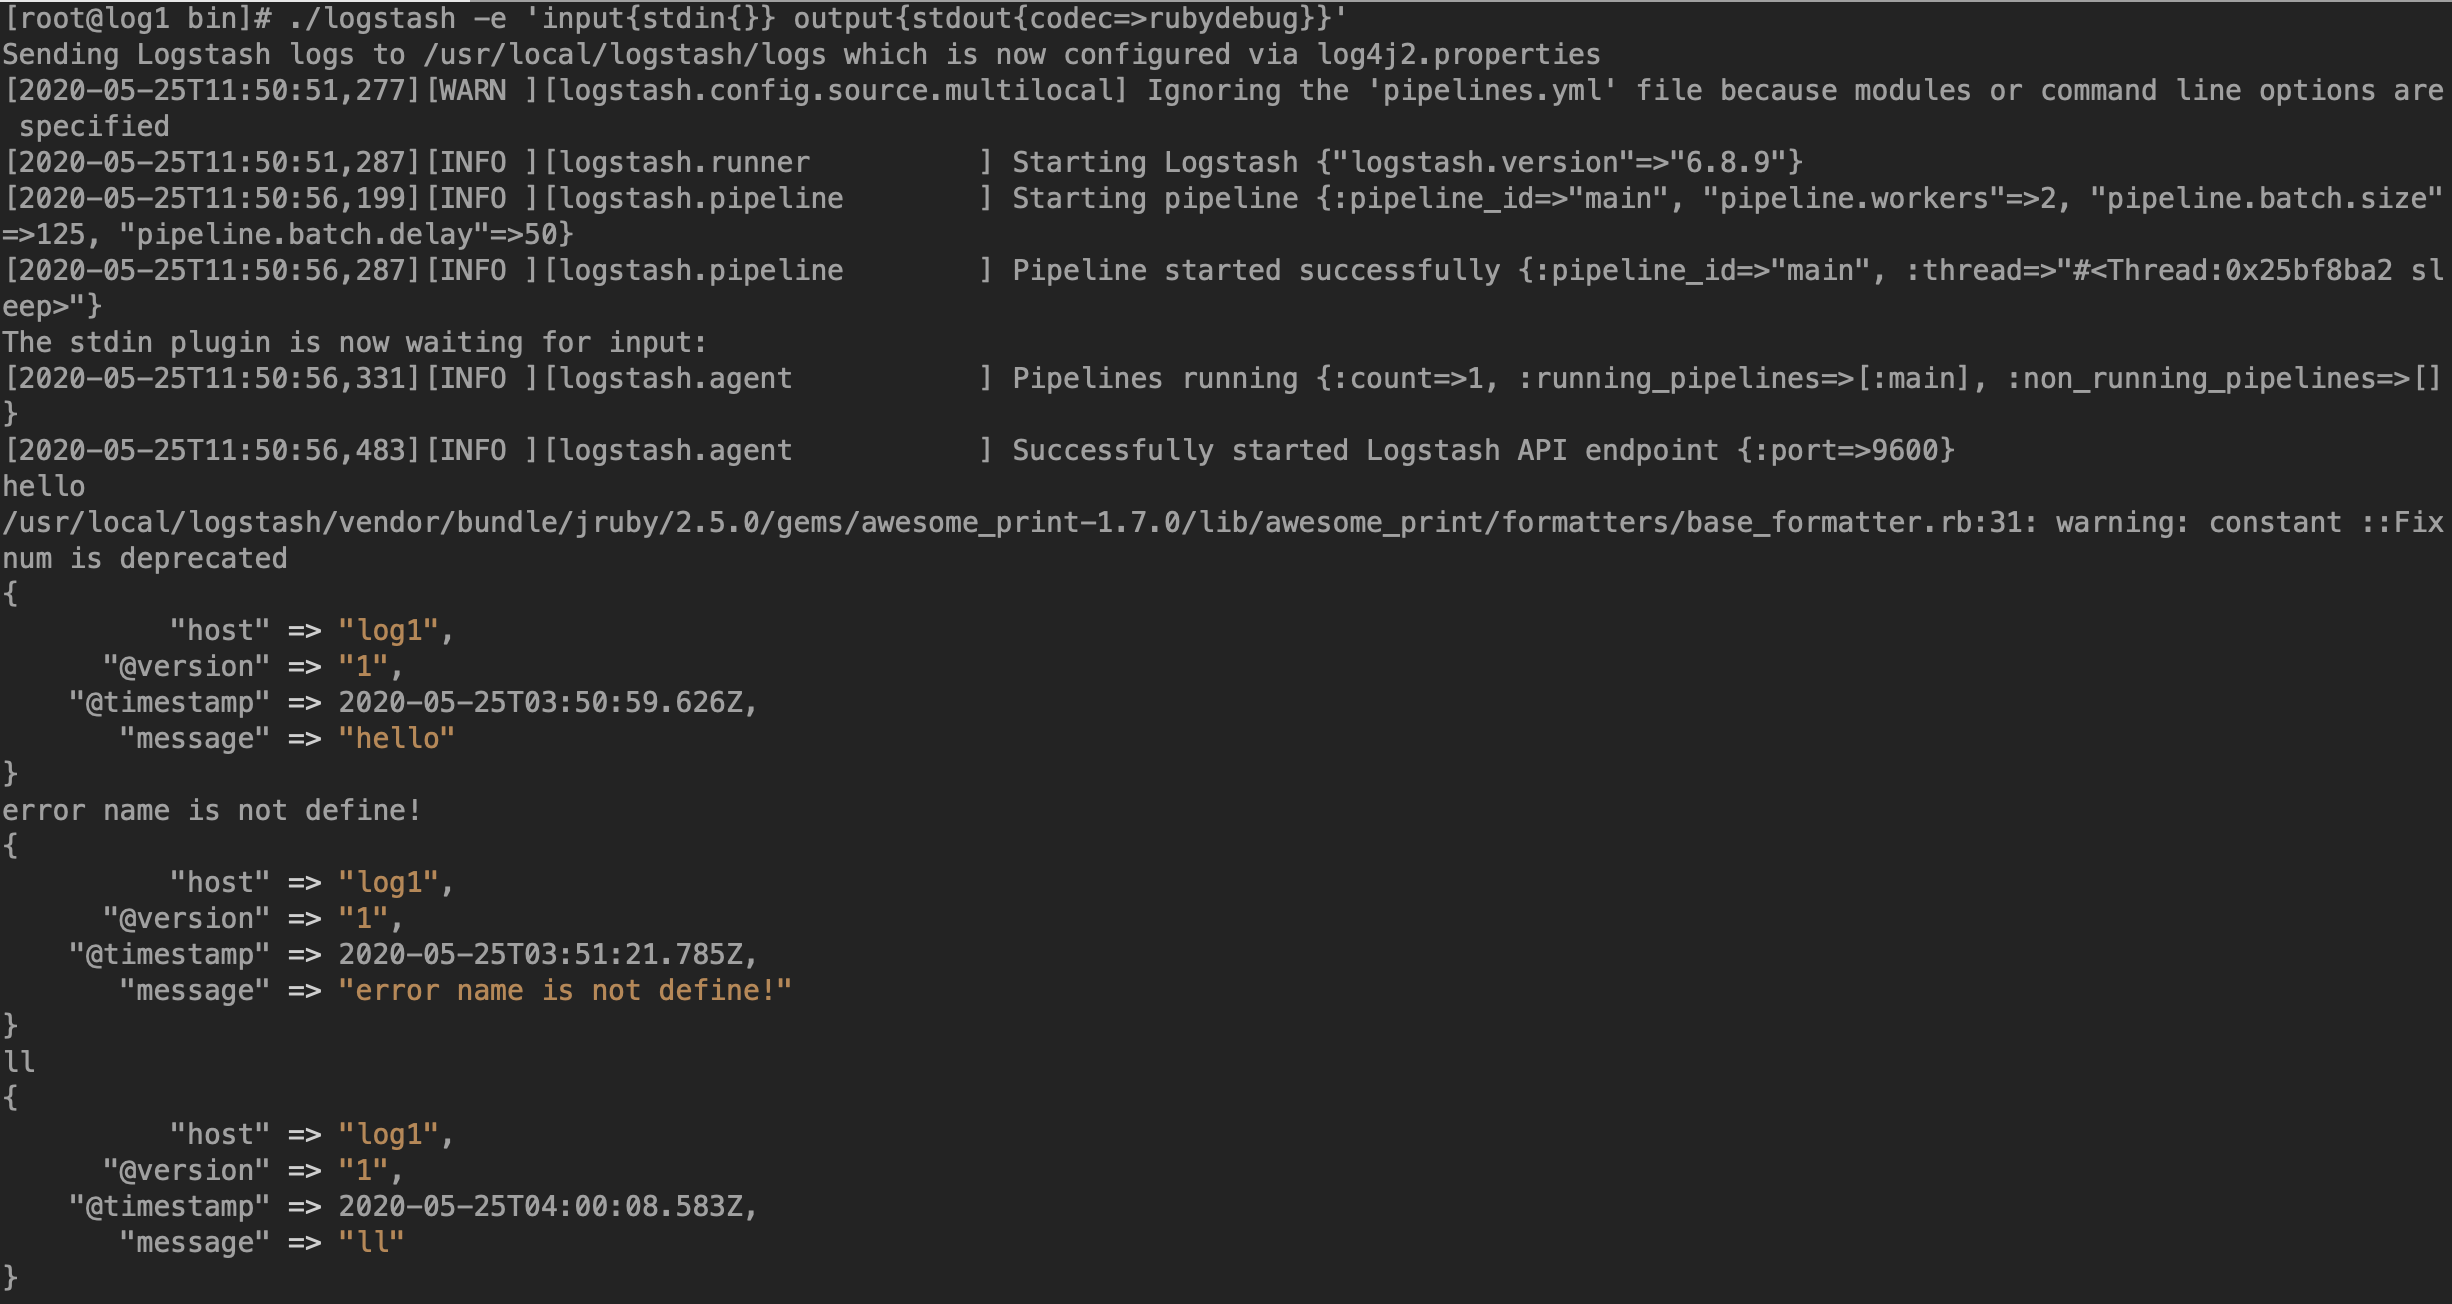 [root@log1 bin]# ./logstash -e 'input{stdin{}} output{stdout{codec=>rubydebug}}'
Sending Logstash logs to /usr/local/logstash/logs which is now configured via log4j2.properties
[2020-05-25T11:50:51,277][WARN ][logstash.config.source.multilocal] Ignoring the 'pipelines.yml' file because modules or command line options are
 specified
[2020-05-25T11:50:51,287][INFO ][logstash.runner          ] Starting Logstash {"logstash.version"=>"6.8.9"}
[2020-05-25T11:50:56,199][INFO ][logstash.pipeline        ] Starting pipeline {:pipeline_id=>"main", "pipeline.workers"=>2, "pipeline.batch.size"
=>125, "pipeline.batch.delay"=>50}
[2020-05-25T11:50:56,287][INFO ][logstash.pipeline        ] Pipeline started successfully {:pipeline_id=>"main", :thread=>"#<Thread:0x25bf8ba2 sl
eep>"}
The stdin plugin is now waiting for input:
[2020-05-25T11:50:56,331][INFO ][logstash.agent           ] Pipelines running {:count=>1, :running_pipelines=>[:main], :non_running_pipelines=>[]
}
[2020-05-25T11:50:56,483][INFO ][logstash.agent           ] Successfully started Logstash API endpoint {:port=>9600}
hello
/usr/local/logstash/vendor/bundle/jruby/2.5.0/gems/awesome_print-1.7.0/lib/awesome_print/formatters/base_formatter.rb:31: warning: constant ::Fix
num is deprecated
{
          "host" => "log1",
      "@version" => "1",
    "@timestamp" => 2020-05-25T03:50:59.626Z,
       "message" => "hello"
}
error name is not define!
{
          "host" => "log1",
      "@version" => "1",
    "@timestamp" => 2020-05-25T03:51:21.785Z,
       "message" => "error name is not define!"
}
ll
{
          "host" => "log1",
      "@version" => "1",
    "@timestamp" => 2020-05-25T04:00:08.583Z,
       "message" => "ll"
}